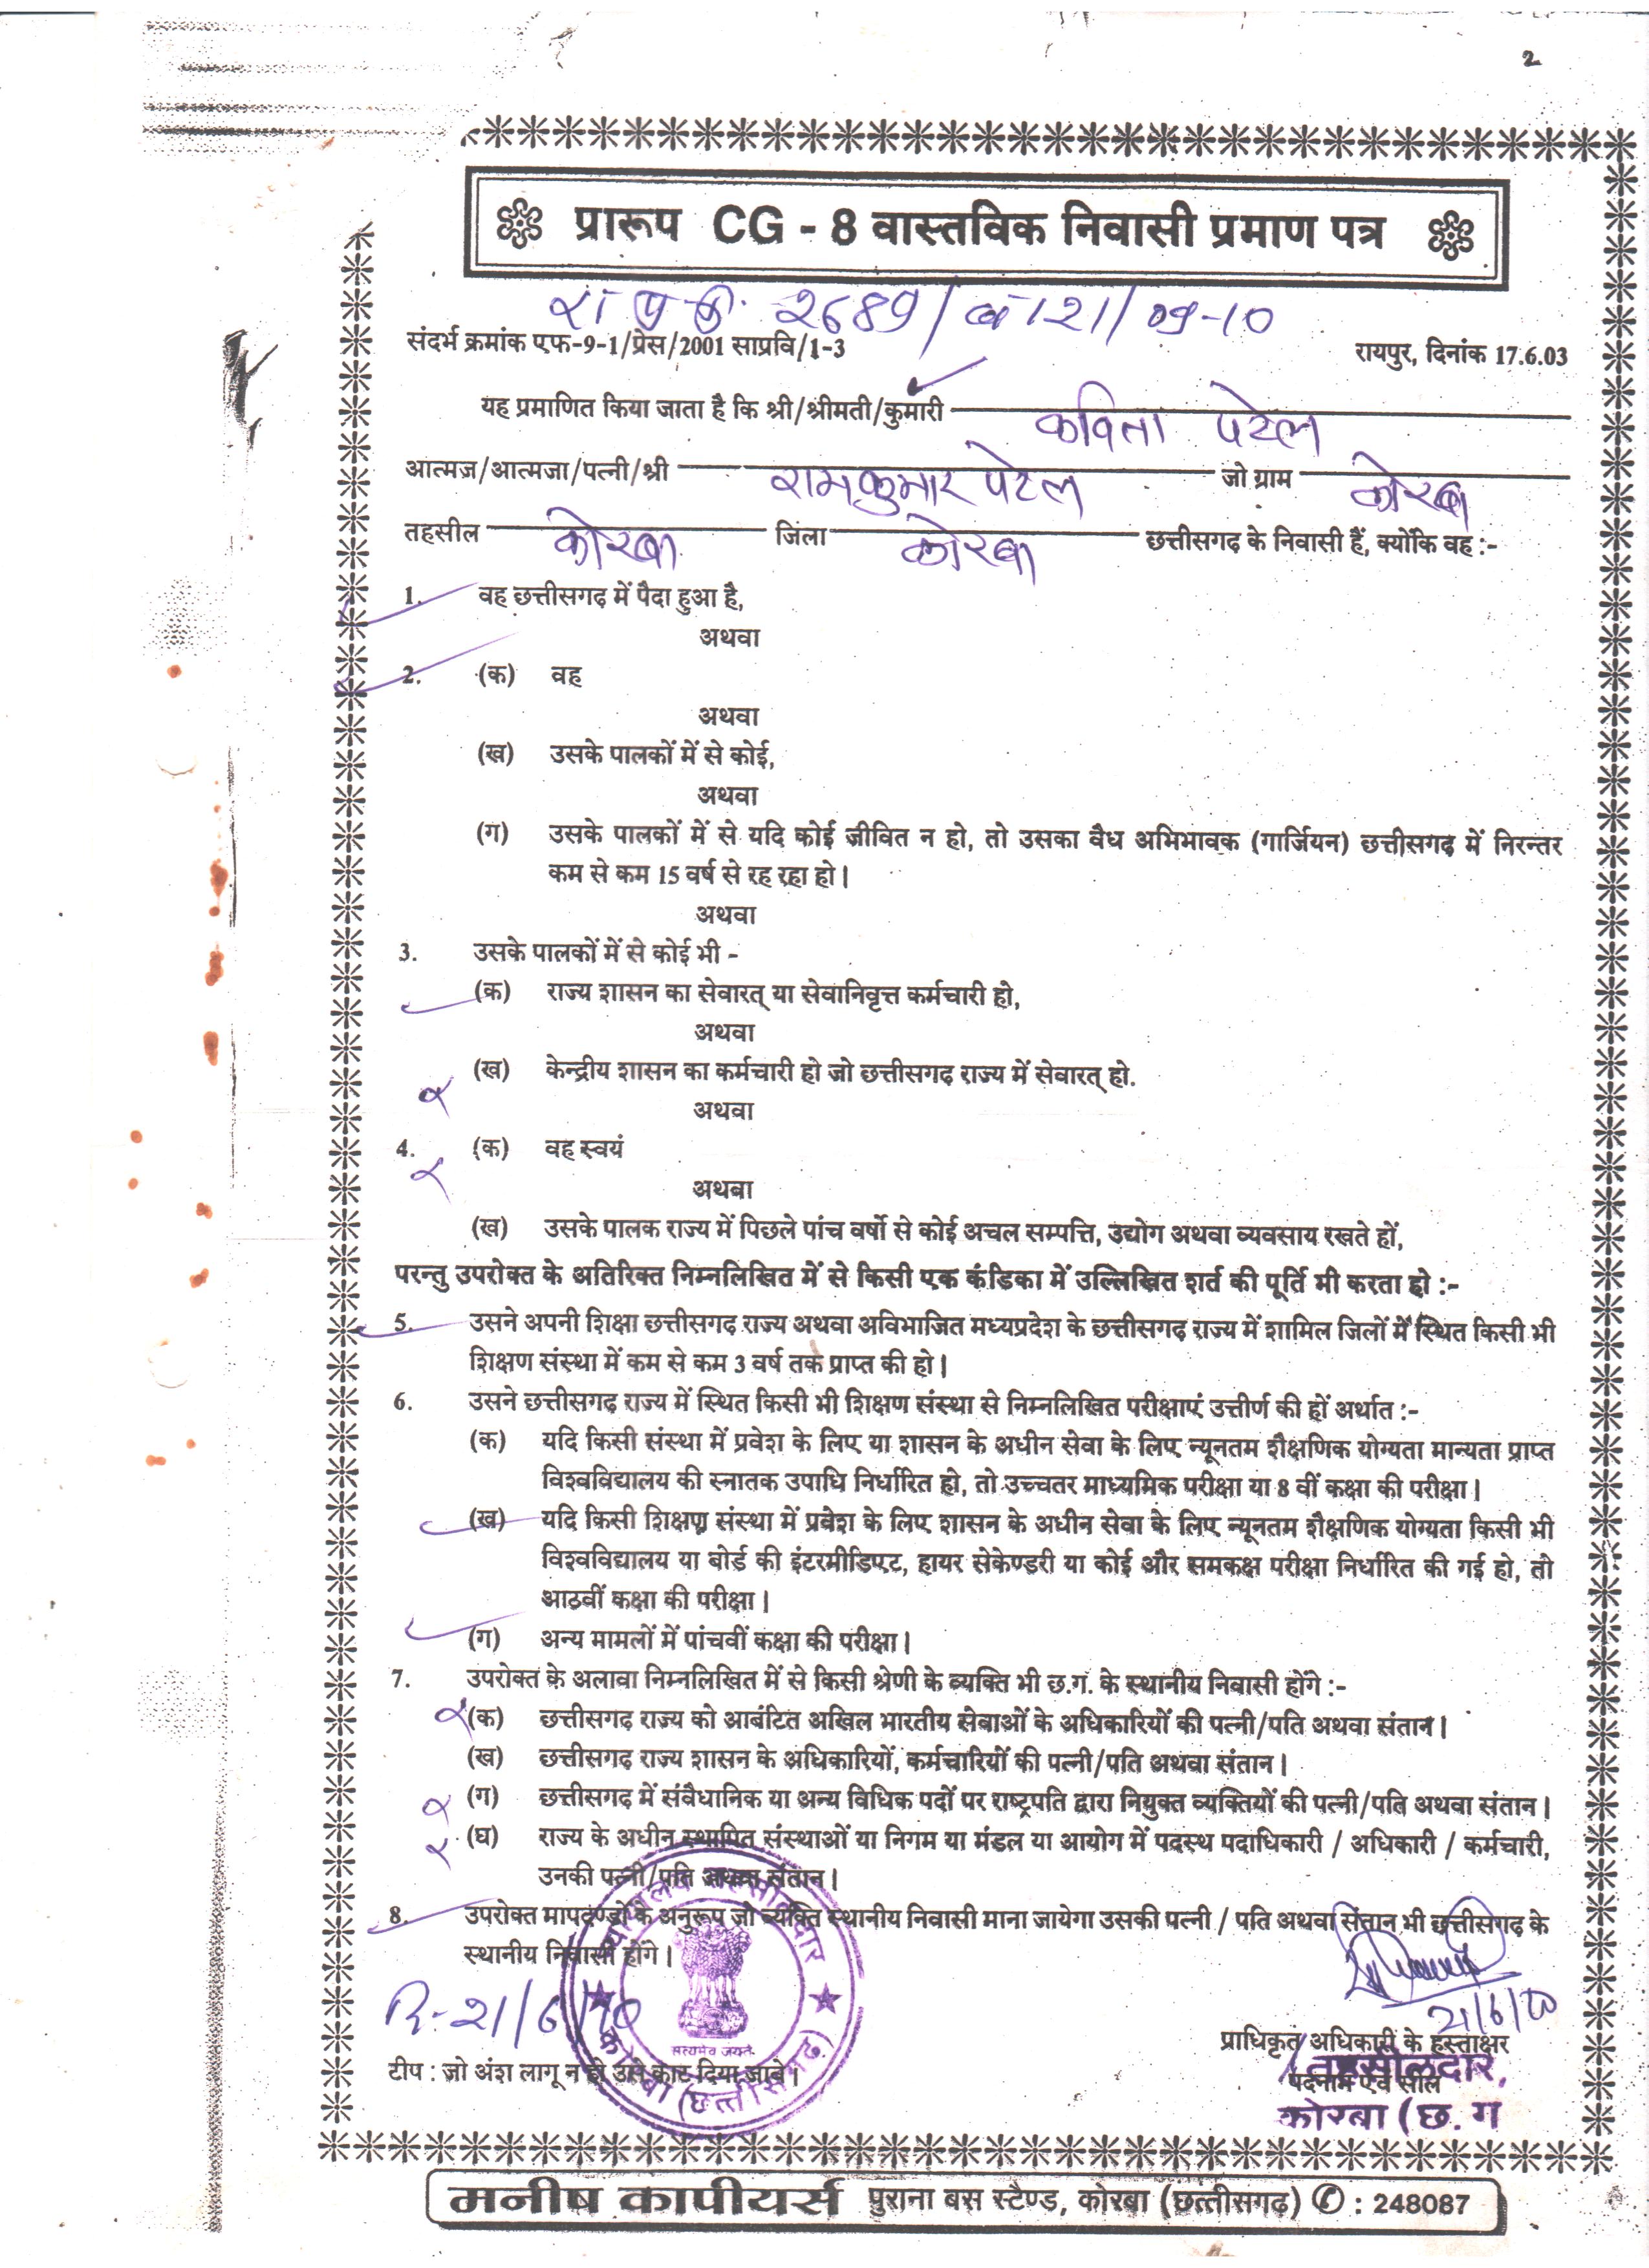 2
प्रारूप CG - 8 वास्तविक निवासी प्रमाण पत्र
रा प्र क्र. २689/ब 121/09-10
संदर्भ क्रमांक एफ-9-1/प्रेस/2001 साप्रवि/1-3 रायपुर, दिनांक 17.6.03
यह प्रमाणित किया जाता है कि श्री/श्रीमती/कुमारी कविता पटेल
आत्मज/आत्मजा/पत्नी/श्री रामकुमार पटेल जो ग्राम कोरबा
तहसील कोरबा जिला कोरबा छत्तीसगढ़ के निवासी हैं, क्योंकि वह :-
1. वह छत्तीसगढ़ में पैदा हुआ है,
अथवा
2. (क) वह
अथवा
(ख) उसके पालकों में से कोई,
अथवा
(ग) उसके पालकों में से यदि कोई जीवित न हो, तो उसका वैध अभिभावक (गार्जियन) छत्तीसगढ़ में निरन्तर
कम से कम 15 वर्ष से रह रहा हो।
अथवा
3. उसके पालकों में से कोई भी -
(क) राज्य शासन का सेवारत् या सेवानिवृत्त कर्मचारी हो,
अथवा
(ख) केन्द्रीय शासन का कर्मचारी हो जो छत्तीसगढ़ राज्य में सेवारत् हो.
अथवा
4. (क) वह स्वयं
अथवा
(ख) उसके पालक राज्य में पिछले पांच वर्षो से कोई अचल सम्पत्ति, उद्योग अथवा व्यवसाय रखते हों,
परन्तु उपरोक्त के अतिरिक्त निम्नलिखित में से किसी एक कंडिका में उल्लिखित शर्त की पूर्ति भी करता हो :-
5. उसने अपनी शिक्षा छत्तीसगढ़ राज्य अथवा अविभाजित मध्यप्रदेश के छत्तीसगढ़ राज्य में शामिल जिलों में स्थित किसी भी
शिक्षण संस्था में कम से कम 3 वर्ष तक प्राप्त की हो।
6. उसने छत्तीसगढ़ राज्य में स्थित किसी भी शिक्षण संस्था से निम्नलिखित परीक्षाएं उत्तीर्ण की हों अर्थात :-
(क) यदि किसी संस्था में प्रवेश के लिए या शासन के अधीन सेवा के लिए न्यूनतम शैक्षणिक योग्यता मान्यता प्राप्त
विश्वविद्यालय की स्नातक उपाधि निर्धारित हो, तो उच्चतर माध्यमिक परीक्षा या 8 वीं कक्षा की परीक्षा।
(ख) यदि किसी शिक्षण संस्था में प्रवेश के लिए शासन के अधीन सेवा के लिए न्यूनतम शैक्षणिक योग्यता किसी भी
विश्वविद्यालय या बोर्ड की इंटरमीडिएट, हायर सेकेण्डरी या कोई और समकक्ष परीक्षा निर्धारित की गई हो, तो
आठवीं कक्षा की परीक्षा।
(ग) अन्य मामलों में पांचवीं कक्षा की परीक्षा।
7. उपरोक्त के अलावा निम्नलिखित में से किसी श्रेणी के व्यक्ति भी छ.ग. के स्थानीय निवासी होंगे :-
(क) छत्तीसगढ़ राज्य को आबंटित अखिल भारतीय सेवाओं के अधिकारियों की पत्नी/पति अथवा संतान।
(ख) छत्तीसगढ़ राज्य शासन के अधिकारियों, कर्मचारियों की पत्नी/पति अथवा संतान।
(ग) छत्तीसगढ़ में संवैधानिक या अन्य विधिक पदों पर राष्ट्रपति द्वारा नियुक्त व्यक्तियों की पत्नी/पति अथवा संतान।
(घ) राज्य के अधीन स्थापित संस्थाओं या निगम या मंडल या आयोग में पदस्थ पदाधिकारी / अधिकारी / कर्मचारी,
उनकी पत्नी/पति अथवा संतान।
8. उपरोक्त मापदण्डों के अनुरूप जो व्यक्ति स्थानीय निवासी माना जायेगा उसकी पत्नी / पति अथवा संतान भी छत्तीसगढ़ के
स्थानीय निवासी होंगे।
न्यायालय तहसीलदार
सत्यमेव जयते
कोरबा (छत्तीसगढ़)
दि.-21/6/10
21/6/10
प्राधिकृत अधिकारी के हस्ताक्षर
तहसीलदार,
पदनाम एवं सील
टीप : जो अंश लागू न हो उसे काट दिया जाबे।
कोरबा (छ. ग
मनीष कापीयर्स पुराना बस स्टैण्ड, कोरबा (छत्तीसगढ़) ✆ : 248087